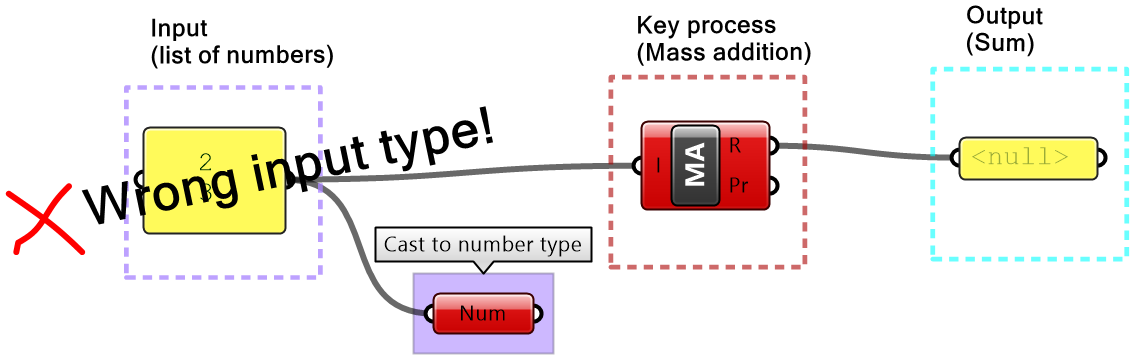 Input
(list of numbers)
Key process
(Mass addition)
Output
(Sum)
Wrong input type!
2
3
I
MA
R
Pr
<null>
Cast to number type
Num